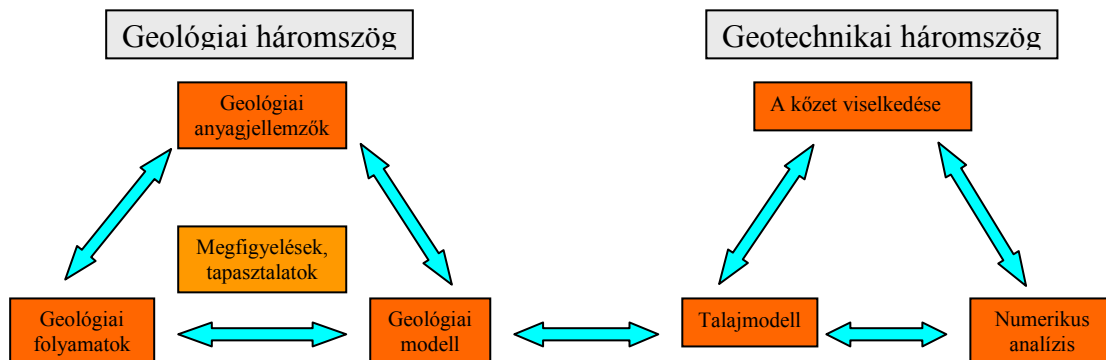 Geológiai háromszög
Geotechnikai háromszög
Geológiai
anyagjellemzők
A kőzet viselkedése
Megfigyelések,
tapasztalatok
Geológiai
folyamatok
Geológiai
modell
Talajmodell
Numerikus
analízis